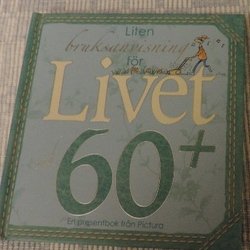 Liten
bruksanvisning
för
Livet
60+
En presentbok från Pictura